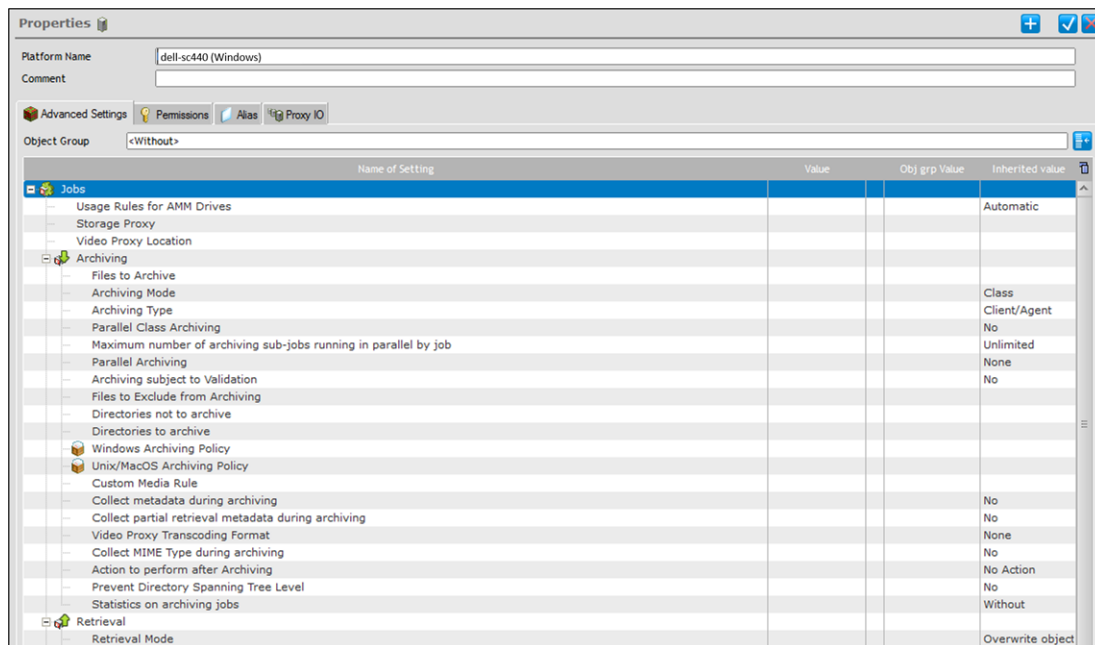 Properties
Platform Name dell-sc440 (Windows)
Comment
Advanced Settings Permissions Alias Proxy IO
Object Group <Without>
Name of Setting Value Obj grp Value Inherited value
Jobs
Usage Rules for AMM Drives Automatic
Storage Proxy
Video Proxy Location
Archiving
Files to Archive
Archiving Mode Class
Archiving Type Client/Agent
Parallel Class Archiving No
Maximum number of archiving sub-jobs running in parallel by job Unlimited
Parallel Archiving None
Archiving subject to Validation No
Files to Exclude from Archiving
Directories not to archive
Directories to archive
Windows Archiving Policy
Unix/MacOS Archiving Policy
Custom Media Rule
Collect metadata during archiving No
Collect partial retrieval metadata during archiving No
Video Proxy Transcoding Format None
Collect MIME Type during archiving No
Action to perform after Archiving No Action
Prevent Directory Spanning Tree Level No
Statistics on archiving jobs Without
Retrieval
Retrieval Mode Overwrite object